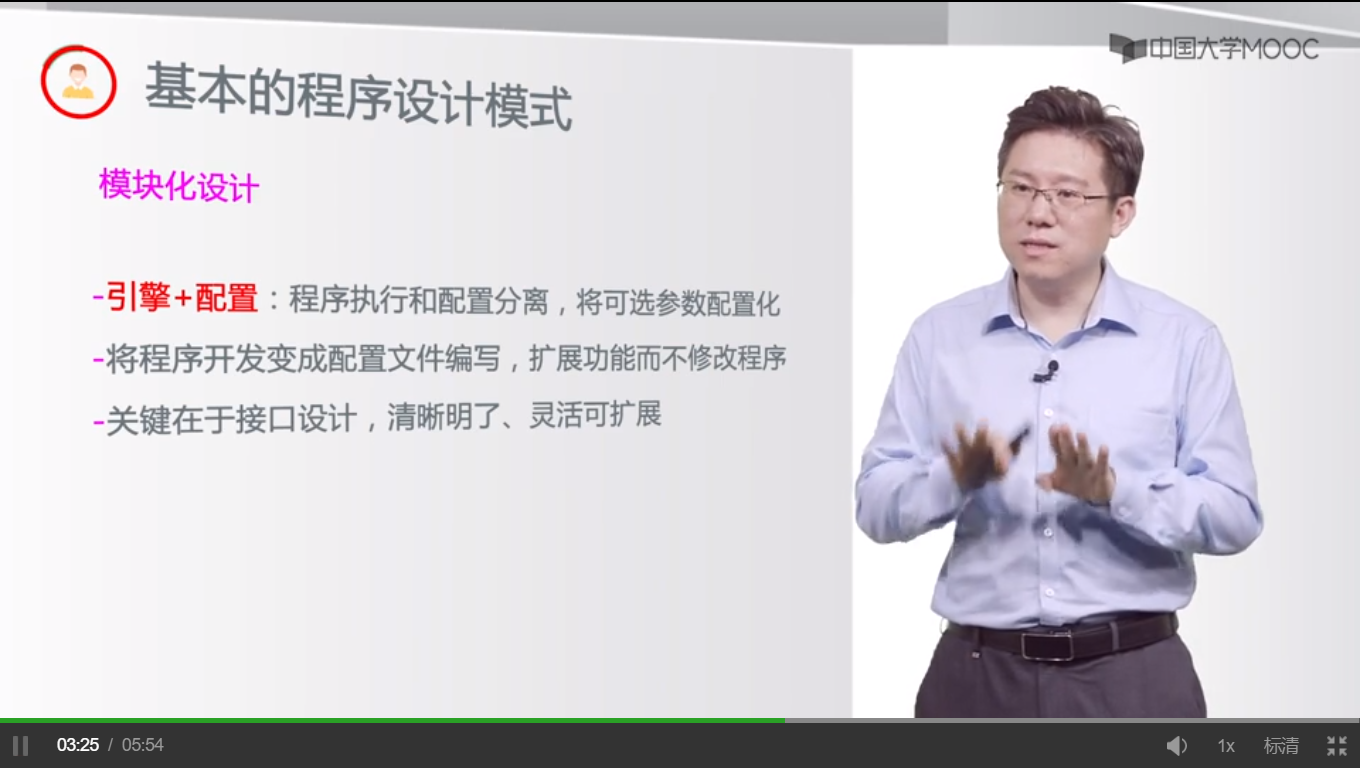 中国大学MOOC
基本的程序设计模式
模块化设计
-引擎+配置：程序执行和配置分离，将可选参数配置化
-将程序开发变成配置文件编写，扩展功能而不修改程序
-关键在于接口设计，清晰明了、灵活可扩展
03:25 / 05:54
1x
标清